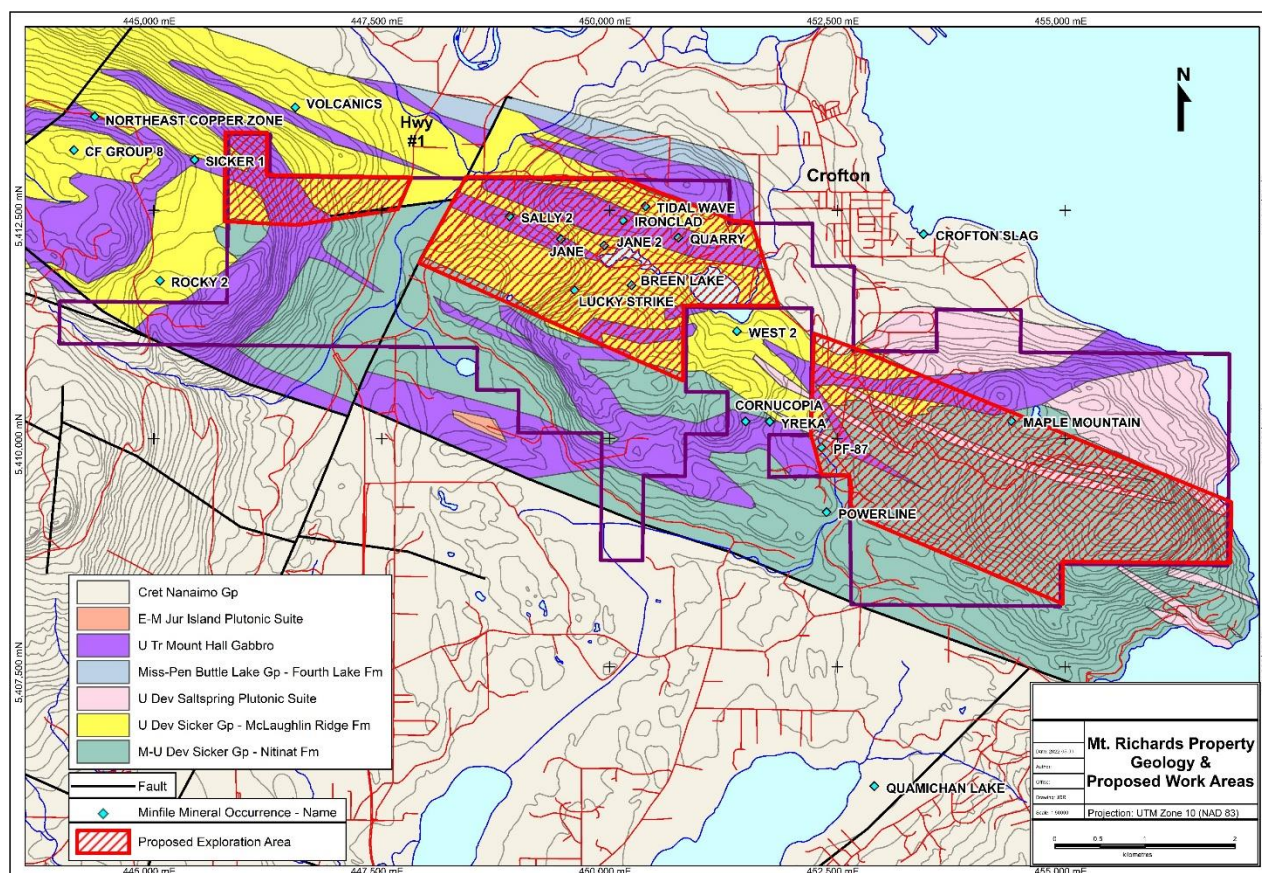 445,000 mE
447,500 mE
450,000 mE
452,500 mE
455,000 mE
N
VOLCANICS
NORTHEAST COPPER ZONE
Hwy
#1
CF GROUP 8
SICKER 1
Crofton
5,412,500 mN
TIDAL WAVE
SALLY 2
IRONCLAD
CROFTON SLAG
JANE 2
QUARRY
JANE
ROCKY 2
BREEN LAKE
LUCKY STRIKE
WEST 2
CORNUCOPIA
YREKA
MAPLE MOUNTAIN
5,410,000 mN
PF-87
POWERLINE
Cret Nanaimo Gp
E-M Jur Island Plutonic Suite
U Tr Mount Hall Gabbro
Miss-Pen Buttle Lake Gp - Fourth Lake Fm
U Dev Saltspring Plutonic Suite
U Dev Sicker Gp - McLaughlin Ridge Fm
M-U Dev Sicker Gp - Nitinat Fm
Fault
Minfile Mineral Occurrence - Name
Proposed Exploration Area
5,407,500 mN
QUAMICHAN LAKE
Mt. Richards Property
Geology &
Proposed Work Areas
Author:
Office:
Projection: UTM Zone 10 (NAD 83)
0 0.5 1 2
kilometres
445,000 mE
447,500 mE
450,000 mE
452,500 mE
455,000 mE